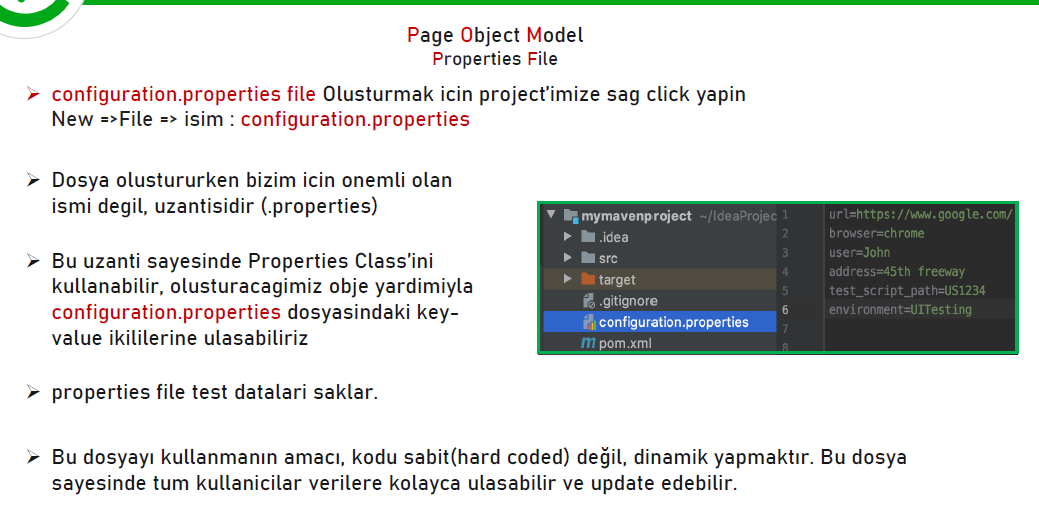 Page Object Model
Properties File
➢ configuration.properties file Olusturmak icin project'imize sag click yapin
New =>File => isim : configuration.properties
➢ Dosya olustururken bizim icin onemli olan
ismi degil, uzantisidir (.properties)
➢ Bu uzanti sayesinde Properties Class'ini
kullanabilir, olusturacagimiz obje yardimiyla
configuration.properties dosyasindaki key-
value ikililerine ulasabiliriz
➢ properties file test datalari saklar.
➢ Bu dosyayı kullanmanın amacı, kodu sabit(hard coded) değil, dinamik yapmaktır. Bu dosya
sayesinde tum kullanicilar verilere kolayca ulasabilir ve update edebilir.
mymavenproject ~/IdeaProjec
.idea
src
target
.gitignore
configuration.properties
pom.xml
1 url=https://www.google.com/
2 browser=chrome
3 user=John
4 address=45th freeway
5 test_script_path=US1234
6 environment=UITesting
7
8